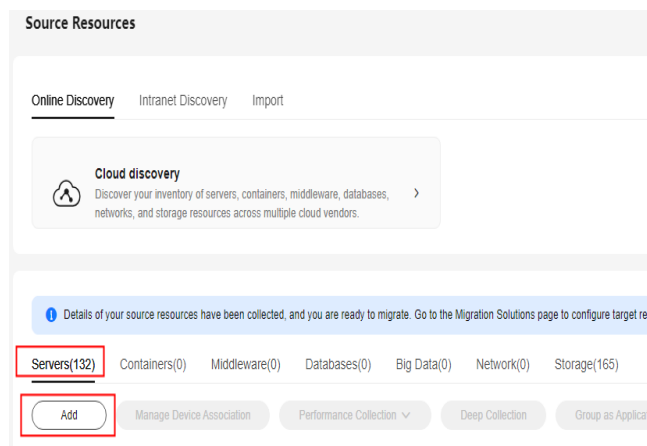 Source Resources
Online Discovery Intranet Discovery Import
Cloud discovery
Discover your inventory of servers, containers, middleware, databases,
networks, and storage resources across multiple cloud vendors.
Details of your source resources have been collected, and you are ready to migrate. Go to the Migration Solutions page to configure target re
Servers(132) Containers(0) Middleware(0) Databases(0) Big Data(0) Network(0) Storage(165)
Add Manage Device Association Performance Collection Deep Collection Group as Applica